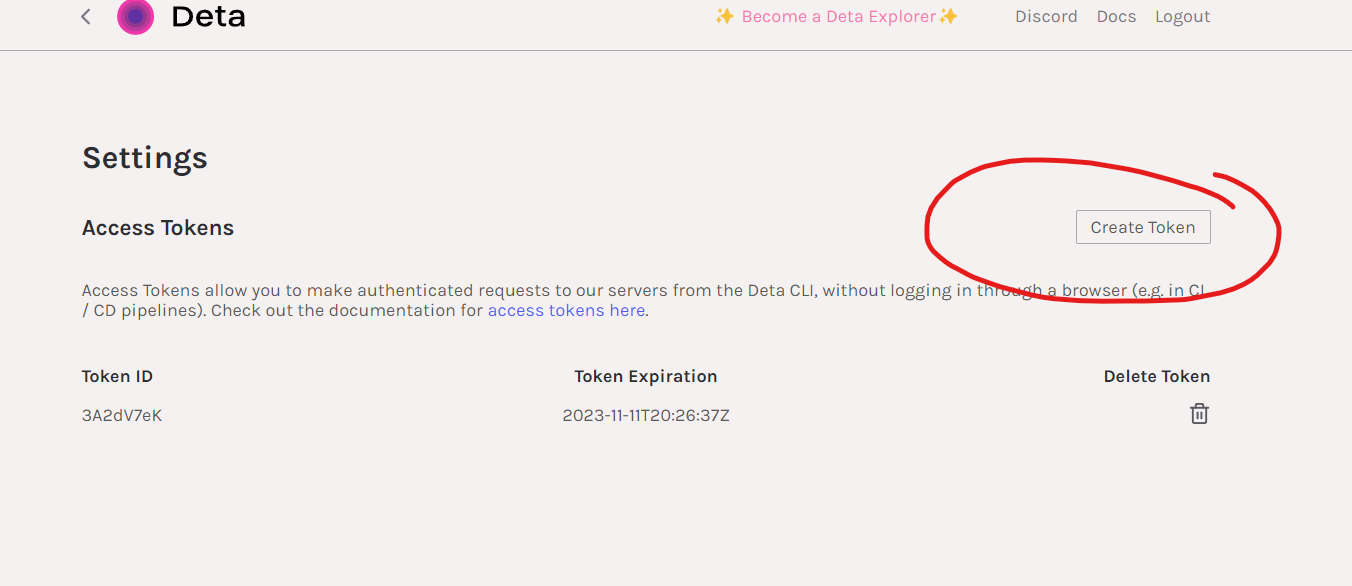 Deta
✨ Become a Deta Explorer ✨
Discord Docs Logout
Settings
Access Tokens
Create Token
Access Tokens allow you to make authenticated requests to our servers from the Deta CLI, without logging in through a browser (e.g. in CI
/ CD pipelines). Check out the documentation for access tokens here.
Token ID Token Expiration Delete Token
3A2dV7eK 2023-11-11T20:26:37Z